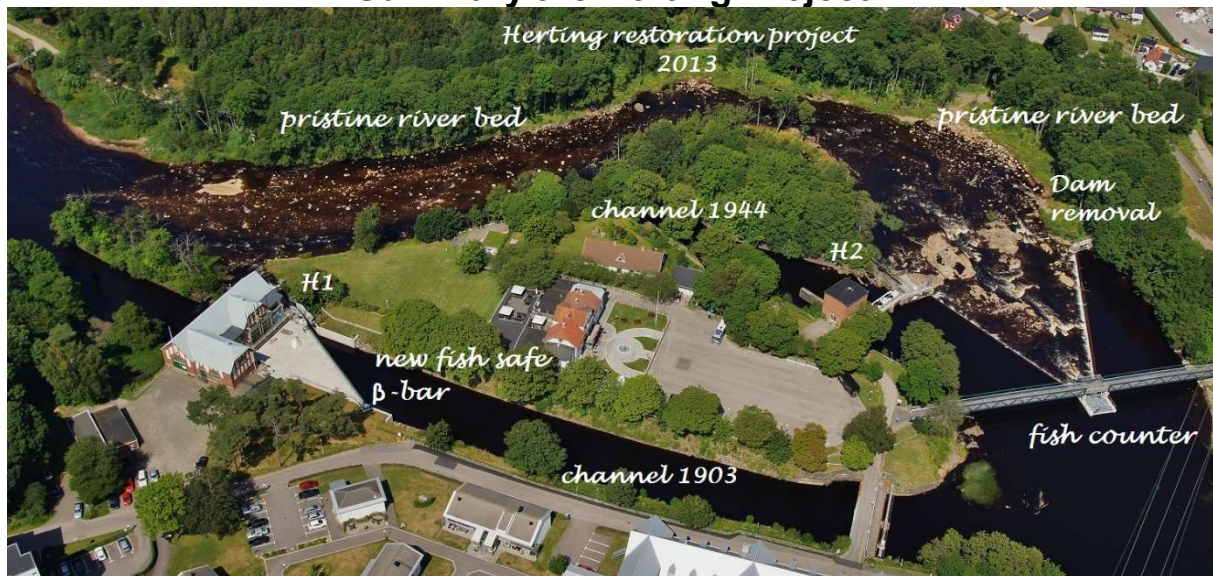 Herting restoration project
2013
pristine river bed
pristine river bed
Dam
removal
channel 1944
H2
H1
new fish safe
β-bar
fish counter
channel 1903